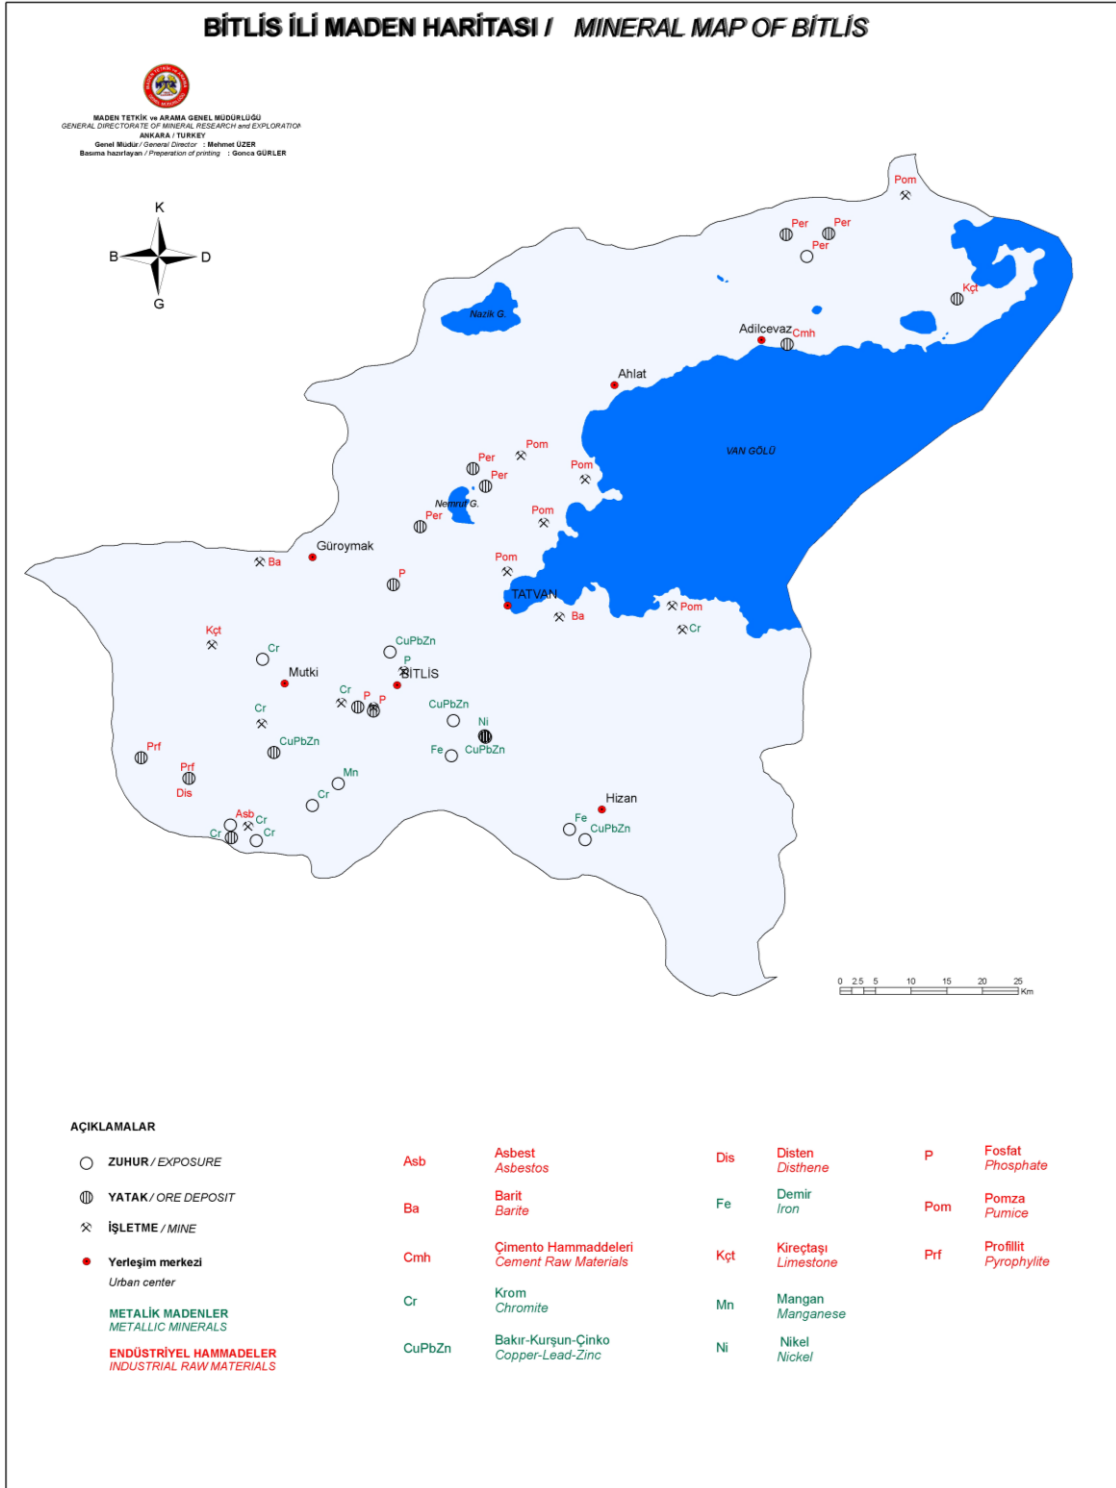 BİTLİS İLİ MADEN HARİTASI / MINERAL MAP OF BİTLİS
MADEN TETKİK ve ARAMA GENEL MÜDÜRLÜĞÜ
GENERAL DIRECTORATE OF MINERAL RESEARCH and EXPLORATION
ANKARA / TURKEY
Genel Müdür / General Director : Mehmet ÜZER
Basıma hazırlayan / Preperation of printing : Gonca GÜRLER
K
B D
G
Pom
Per Per
Per
Kçt
Nazik G.
Adilcevaz
Cmh
Ahlat
VAN GÖLÜ
Pom
Per
Pom
Per
Nemrut G.
Pom
Per
Güroymak
Ba
Pom
P
TATVAN
Pom
Ba
Cr
Kçt
CuPbZn
Cr
P
Mutki
BİTLİS
Cr
P
P
Cr
CuPbZn
Ni
CuPbZn
Fe
CuPbZn
Prf
Prf
Dis
Mn
Cr
Hizan
Asb
Cr
Fe
Cr
Cr
CuPbZn
0 2.5 5 10 15 20 25
Km
AÇIKLAMALAR
ZUHUR / EXPOSURE
YATAK / ORE DEPOSIT
İŞLETME / MINE
Yerleşim merkezi
Urban center
METALİK MADENLER
METALLIC MINERALS
ENDÜSTRİYEL HAMMADELER
INDUSTRIAL RAW MATERIALS
Asb Asbest
Asbestos
Ba Barit
Barite
Cmh Çimento Hammaddeleri
Cement Raw Materials
Cr Krom
Chromite
CuPbZn Bakır-Kurşun-Çinko
Copper-Lead-Zinc
Dis Disten
Disthene
Fe Demir
Iron
Kçt Kireçtaşı
Limestone
Mn Mangan
Manganese
Ni Nikel
Nickel
P Fosfat
Phosphate
Pom Pomza
Pumice
Prf Profillit
Pyrophylite